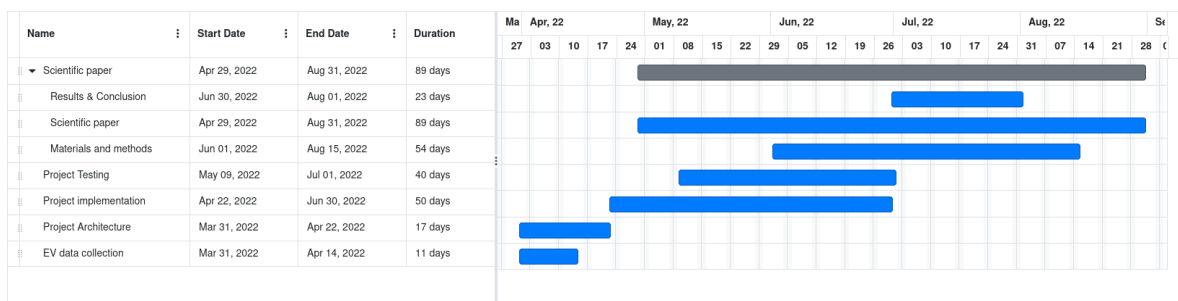 Name Start Date End Date Duration
Ma Apr, 22 May, 22 Jun, 22 Jul, 22 Aug, 22 Se
27 03 10 17 24 01 08 15 22 29 05 12 19 26 03 10 17 24 31 07 14 21 28 0
Scientific paper Apr 29, 2022 Aug 31, 2022 89 days
Results & Conclusion Jun 30, 2022 Aug 01, 2022 23 days
Scientific paper Apr 29, 2022 Aug 31, 2022 89 days
Materials and methods Jun 01, 2022 Aug 15, 2022 54 days
Project Testing May 09, 2022 Jul 01, 2022 40 days
Project implementation Apr 22, 2022 Jun 30, 2022 50 days
Project Architecture Mar 31, 2022 Apr 22, 2022 17 days
EV data collection Mar 31, 2022 Apr 14, 2022 11 days